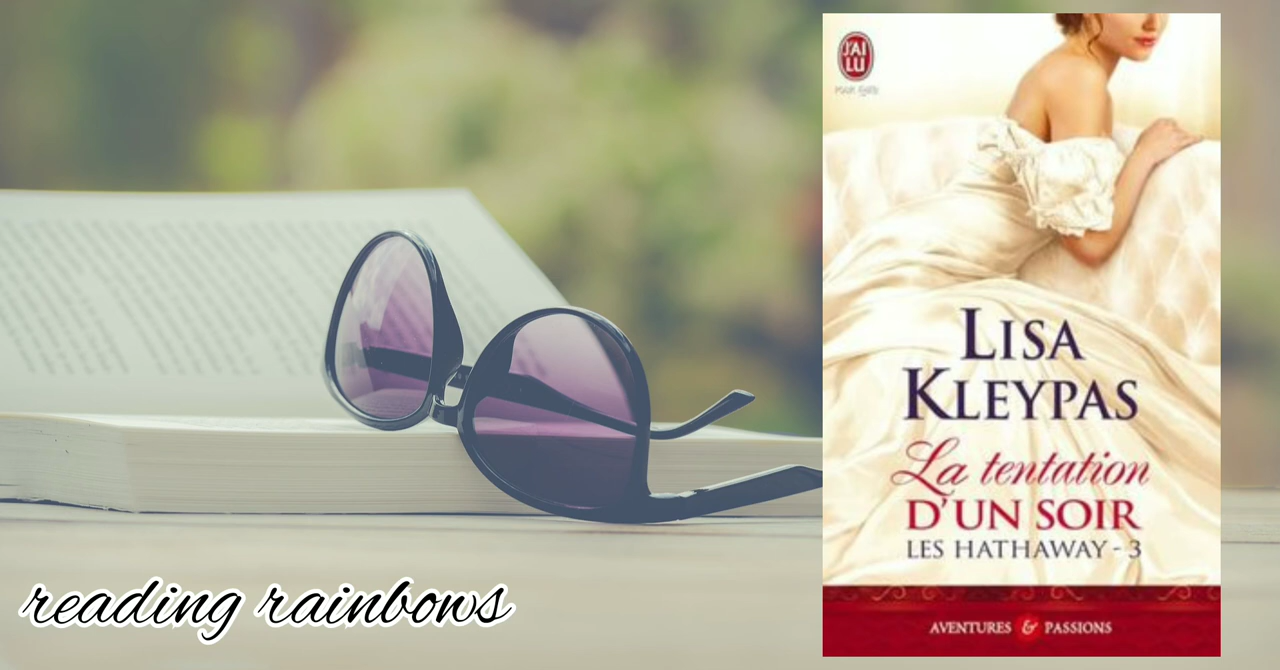 reading rainbows
J'AI
LU
LISA
KLEYPAS
La tentation
D'UN SOIR
LES HATHAWAY - 3
AVENTURES & PASSIONS